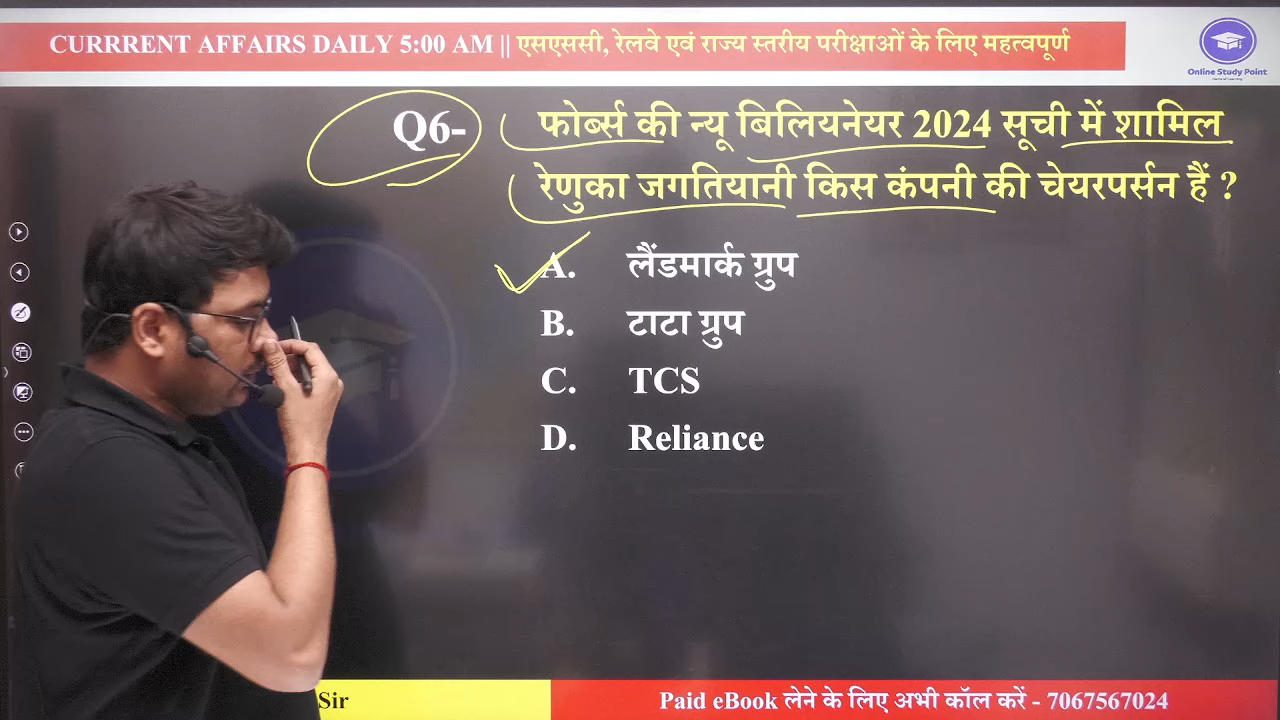 CURRRENT AFFAIRS DAILY 5:00 AM || एसएससी, रेलवे एवं राज्य स्तरीय परीक्षाओं के लिए महत्वपूर्ण
Online Study Point
Q6- फोर्ब्स की न्यू बिलियनेयर 2024 सूची में शामिल
रेणुका जगतियानी किस कंपनी की चेयरपर्सन हैं ?
A. लैंडमार्क ग्रुप
B. टाटा ग्रुप
C. TCS
D. Reliance
Sir
Paid eBook लेने के लिए अभी कॉल करें - 7067567024